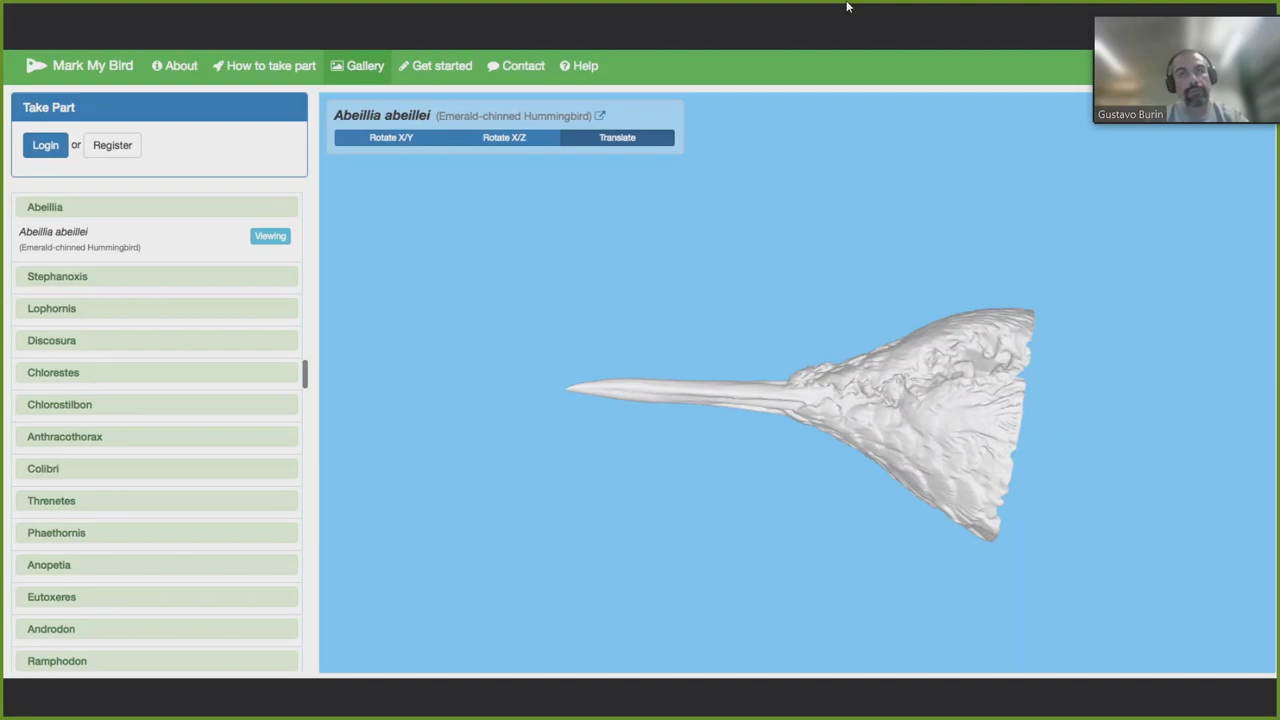 Mark My Bird About How to take part Gallery Get started Contact Help
Gustavo Burin
Take Part
Login or Register
Abeillia abeillei (Emerald-chinned Hummingbird)
Rotate X/Y Rotate X/Z Translate
Abeillia
Abeillia abeillei
(Emerald-chinned Hummingbird)
Viewing
Stephanoxis
Lophornis
Discosura
Chlorestes
Chlorostilbon
Anthracothorax
Colibri
Threnetes
Phaethornis
Anopetia
Eutoxeres
Androdon
Ramphodon